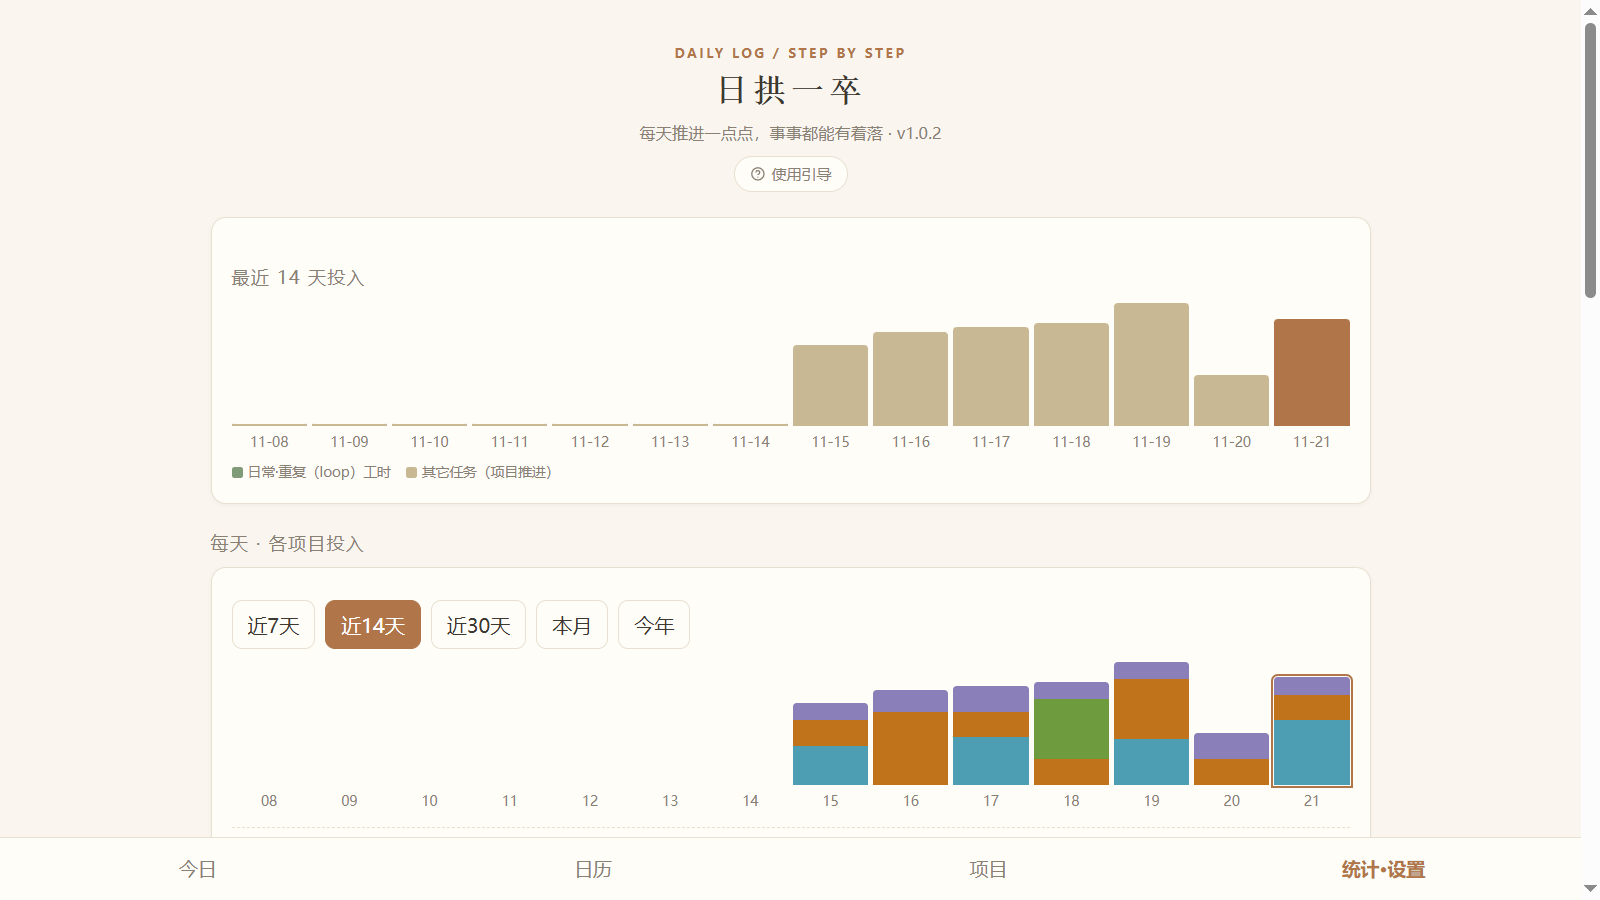 DAILY LOG / STEP BY STEP
日拱一卒
每天推进一点点，事事都能有着落 · v1.0.2
使用引导
最近 14 天投入
11-08 11-09 11-10 11-11 11-12 11-13 11-14 11-15 11-16 11-17 11-18 11-19 11-20 11-21
日常·重复（loop）工时 其它任务（项目推进）
每天 · 各项目投入
近7天 近14天 近30天 本月 今年
08 09 10 11 12 13 14 15 16 17 18 19 20 21
今日 日历 项目 统计·设置